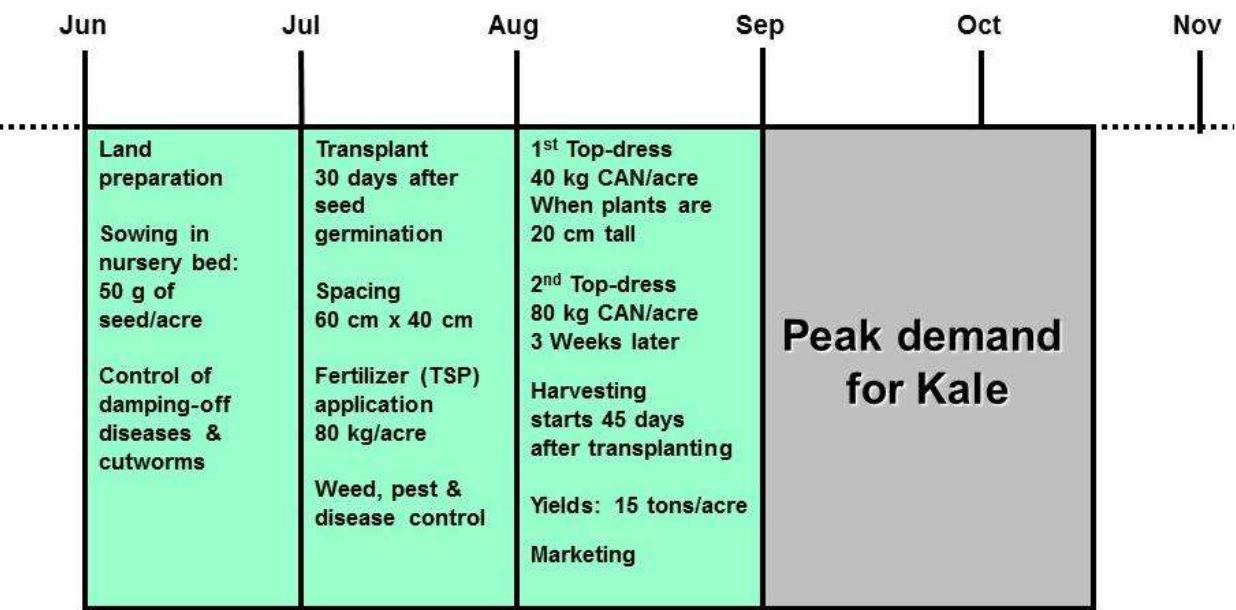 Jun Jul Aug Sep Oct Nov
Land
preparation
Sowing in
nursery bed:
50 g of
seed/acre
Control of
damping-off
diseases &
cutworms
Transplant
30 days after
seed
germination
Spacing
60 cm x 40 cm
Fertilizer (TSP)
application
80 kg/acre
Weed, pest &
disease control
1st Top-dress
40 kg CAN/acre
When plants are
20 cm tall
2nd Top-dress
80 kg CAN/acre
3 Weeks later
Harvesting
starts 45 days
after transplanting
Yields: 15 tons/acre
Marketing
Peak demand
for Kale